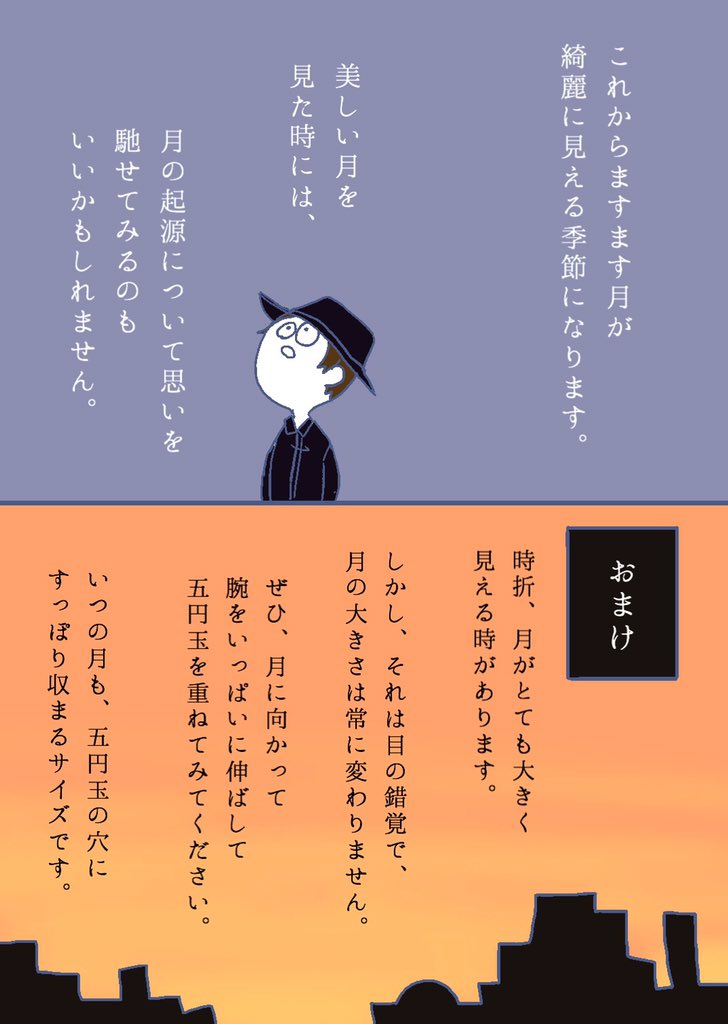 これからますます月が
綺麗に見える季節になります。
美しい月を
見た時には、
月の起源について思いを
馳せてみるのも
いいかもしれません。
おまけ
時折、月がとても大きく
見える時があります。
しかし、それは目の錯覚で、
月の大きさは常に変わりません。
ぜひ、月に向かって
腕をいっぱいに伸ばして
五円玉を重ねてみてください。
いつの月も、五円玉の穴に
すっぽり収まるサイズです。